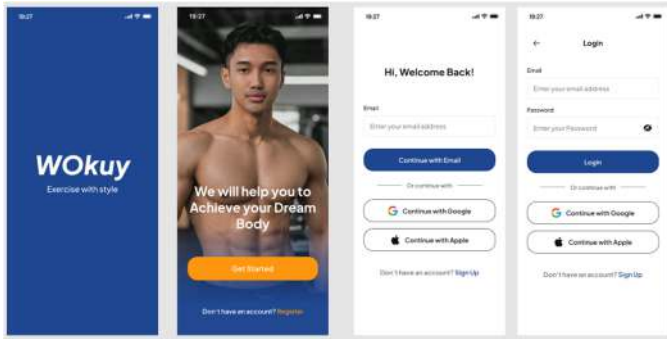 19:27
WOkuy
Exercise with style
19:27
We will help you to
Achieve your Dream
Body
Get Started
Don't have an account? Register
19:27
Hi, Welcome Back!
Email
Enter your email address
Continue with Email
Or continue with
Continue with Google
Continue with Apple
Don't have an account? Sign Up
19:27
Login
Email
Enter your email address
Password
Enter your Password
Login
Or continue with
Continue with Google
Continue with Apple
Don't have an account? Sign Up